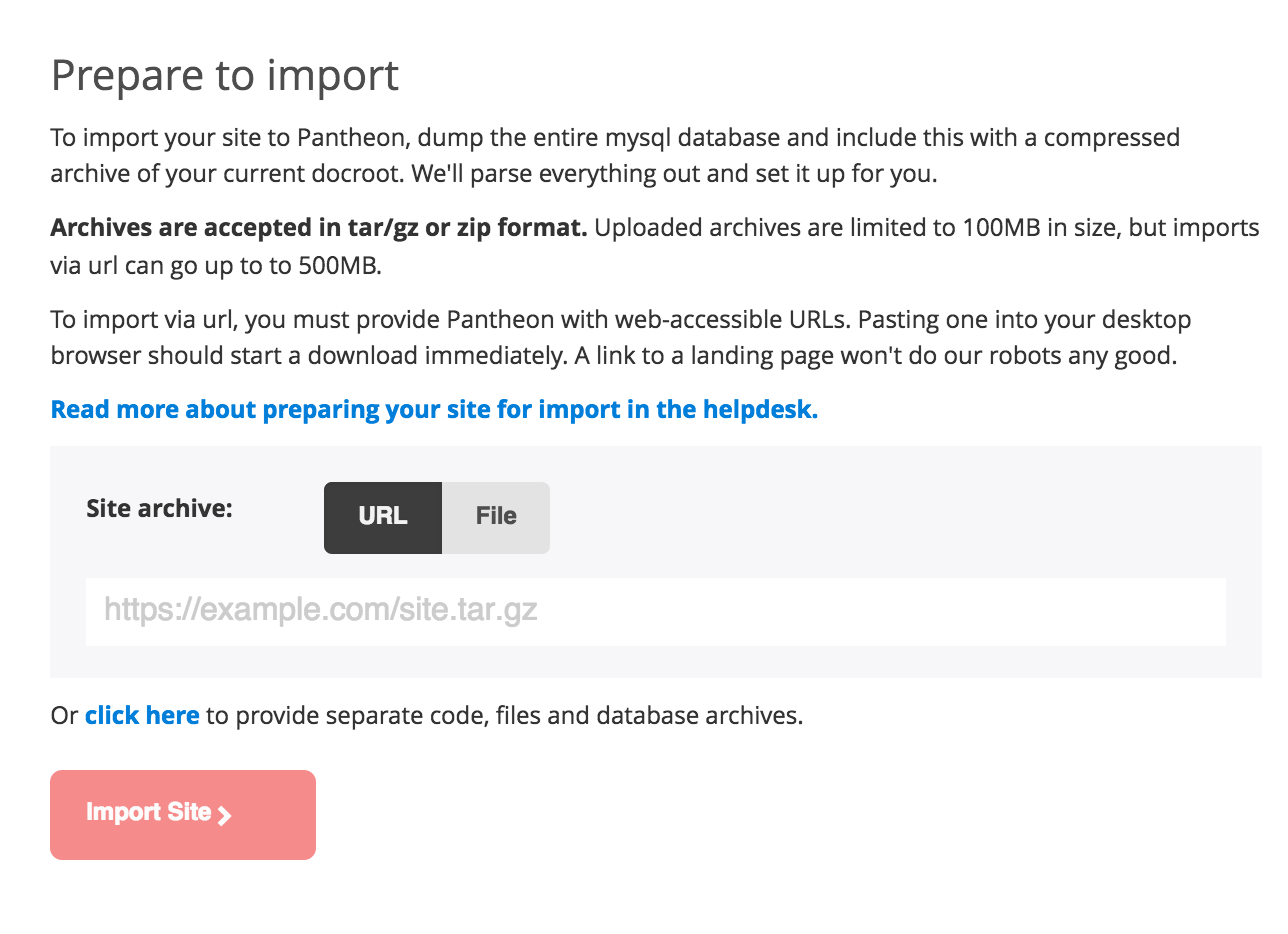 Prepare to import
To import your site to Pantheon, dump the entire mysql database and include this with a compressed
archive of your current docroot. We'll parse everything out and set it up for you.
Archives are accepted in tar/gz or zip format. Uploaded archives are limited to 100MB in size, but imports
via url can go up to to 500MB.
To import via url, you must provide Pantheon with web-accessible URLs. Pasting one into your desktop
browser should start a download immediately. A link to a landing page won't do our robots any good.
Read more about preparing your site for import in the helpdesk.
Site archive: URL File
https://example.com/site.tar.gz
Or click here to provide separate code, files and database archives.
Import Site